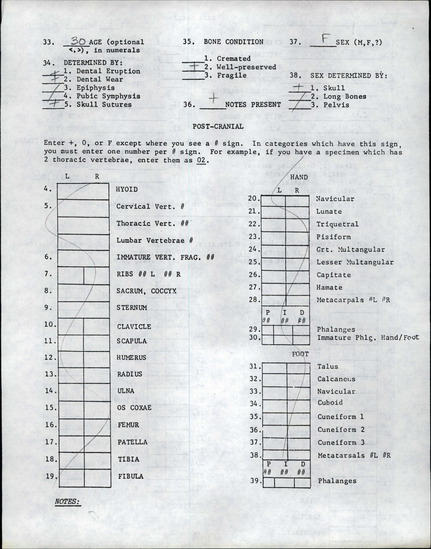 33. 30 AGE (optional <,>), in numerals
34. DETERMINED BY:
1. Dental Eruption
+ 2. Dental Wear
/ 3. Epiphysis
/ 4. Pubic Symphysis
+ 5. Skull Sutures
35. BONE CONDITION
1. Cremated
+ 2. Well-preserved
3. Fragile
36. + NOTES PRESENT
37. F SEX (M,F,?)
38. SEX DETERMINED BY:
+ 1. Skull
/ 2. Long Bones
/ 3. Pelvis
POST-CRANIAL
Enter +, 0, or F except where you see a # sign. In categories which have this sign,
you must enter one number per # sign. For example, if you have a specimen which has
2 thoracic vertebrae, enter them as 02.
L R
4. HYOID
5. Cervical Vert. #
Thoracic Vert. ##
Lumbar Vertebrae #
6. IMMATURE VERT. FRAG. ##
7. RIBS ## L ## R
8. SACRUM, COCCYX
9. STERNUM
10. CLAVICLE
11. SCAPULA
12. HUMERUS
13. RADIUS
14. ULNA
15. OS COXAE
16. FEMUR
17. PATELLA
18. TIBIA
19. FIBULA
NOTES:
HAND
L R
20. Navicular
21. Lunate
22. Triquetral
23. Pisiform
24. Grt. Multangular
25. Lesser Multangular
26. Capitate
27. Hamate
28. Metacarpals #L #R
P I D
## ## ##
29. Phalanges
30. Immature Phlg. Hand/Foot
FOOT
31. Talus
32. Calcaneus
33. Navicular
34. Cuboid
35. Cuneiform 1
36. Cuneiform 2
37. Cuneiform 3
38. Metatarsals #L #R
P I D
## ## ##
39. Phalanges